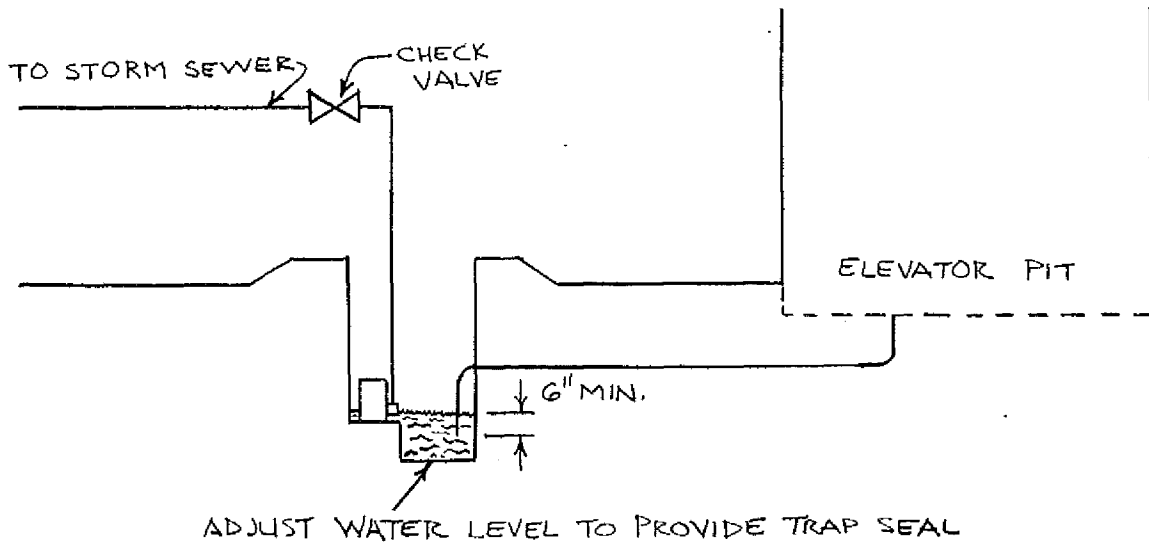 TO STORM SEWER
CHECK
VALVE
ELEVATOR PIT
6" MIN.
ADJUST WATER LEVEL TO PROVIDE TRAP SEAL